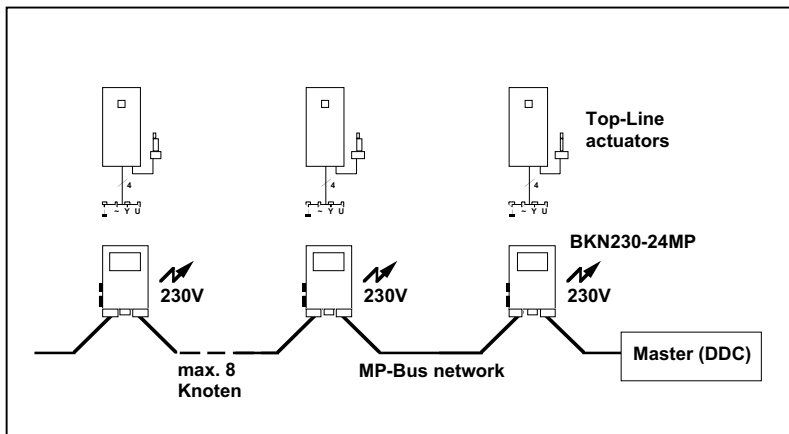 Top-Line
actuators
4
4
4
~ Y U
~ Y U
~ Y U
BKN230-24MP
230V
230V
230V
Master (DDC)
max. 8
Knoten
MP-Bus network